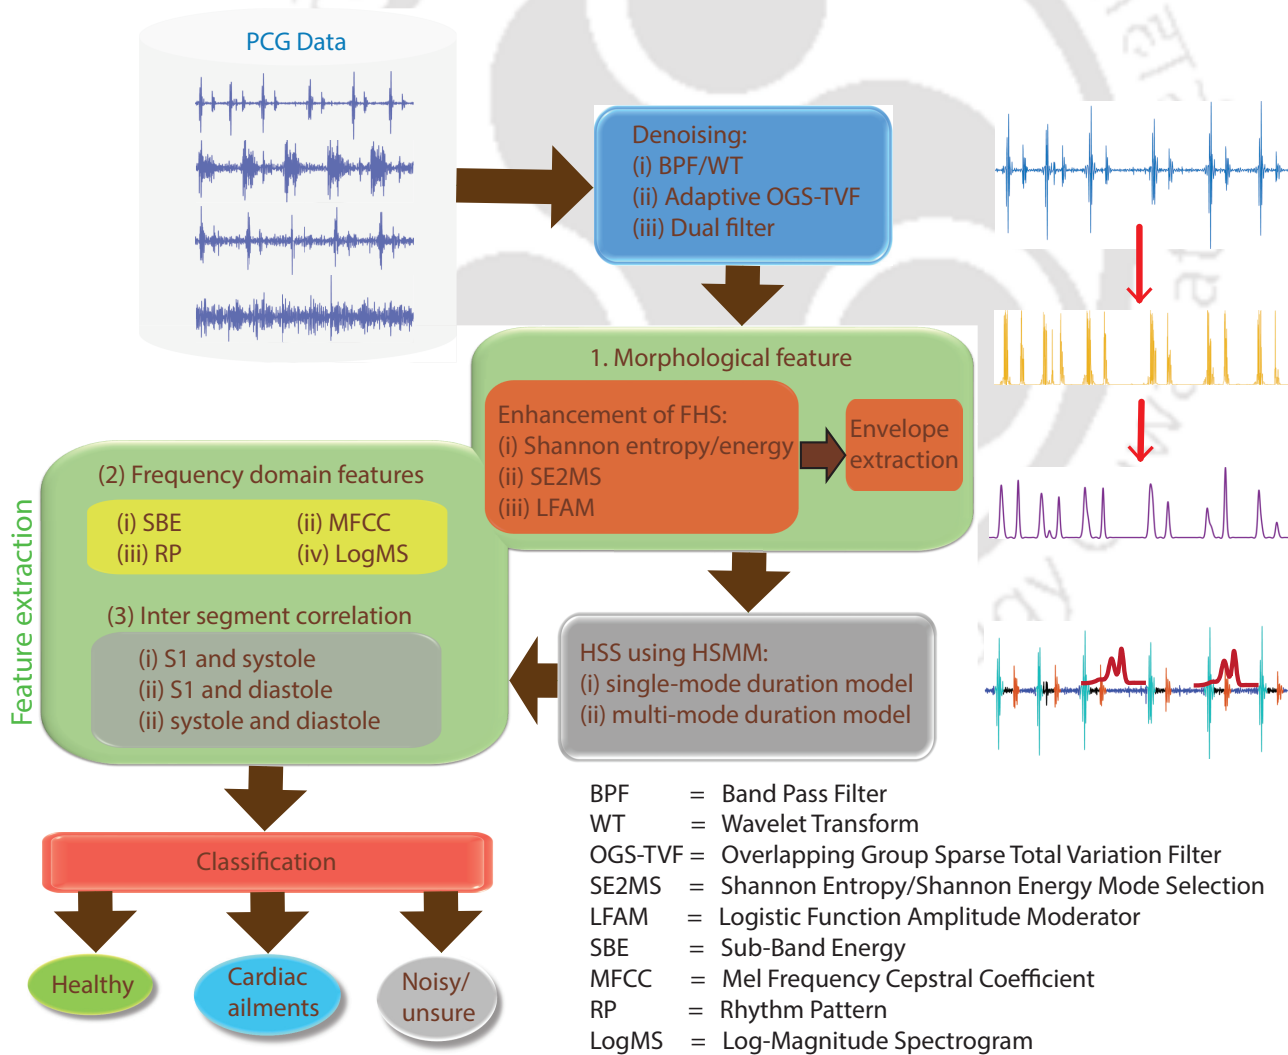 PCG Data
Denoising:
(i) BPF/WT
(ii) Adaptive OGS-TVF
(iii) Dual filter
1. Morphological feature
Enhancement of FHS:
(i) Shannon entropy/energy
(ii) SE2MS
(iii) LFAM
Envelope
extraction
Feature extraction
(2) Frequency domain features
(i) SBE (ii) MFCC
(iii) RP (iv) LogMS
(3) Inter segment correlation
(i) S1 and systole
(ii) S1 and diastole
(ii) systole and diastole
HSS using HSMM:
(i) single-mode duration model
(ii) multi-mode duration model
Classification
Healthy
Cardiac
ailments
Noisy/
unsure
BPF = Band Pass Filter
WT = Wavelet Transform
OGS-TVF = Overlapping Group Sparse Total Variation Filter
SE2MS = Shannon Entropy/Shannon Energy Mode Selection
LFAM = Logistic Function Amplitude Moderator
SBE = Sub-Band Energy
MFCC = Mel Frequency Cepstral Coefficient
RP = Rhythm Pattern
LogMS = Log-Magnitude Spectrogram